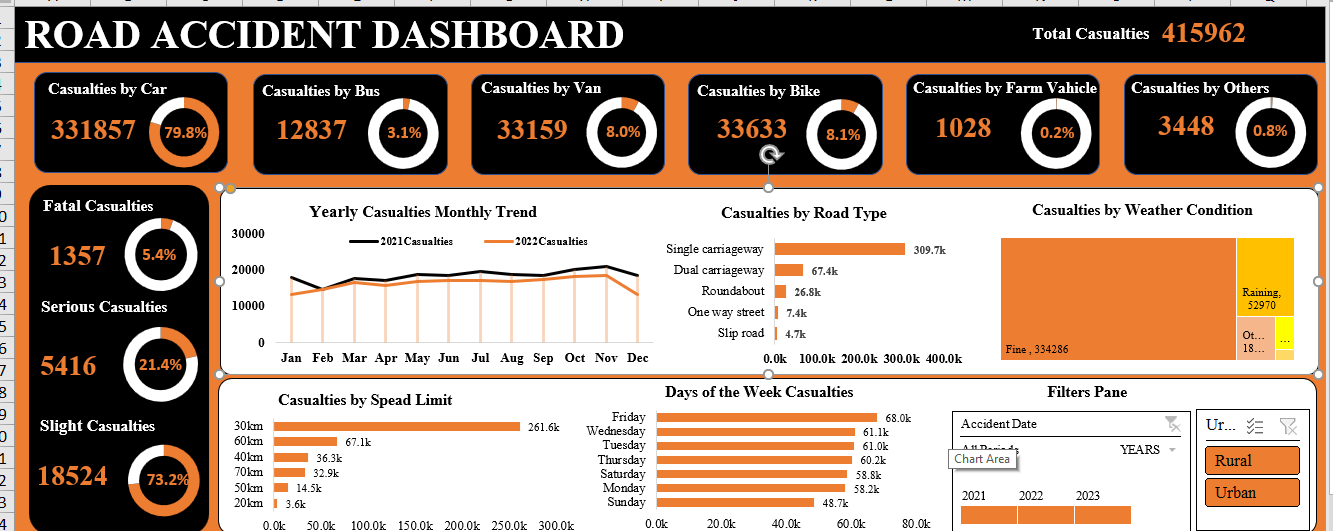 ROAD ACCIDENT DASHBOARD
Total Casualties 415962
Casualties by Car
331857
79.8%
Casualties by Bus
12837
3.1%
Casualties by Van
33159
8.0%
Casualties by Bike
33633
8.1%
Casualties by Farm Vahicle
1028
0.2%
Casualties by Others
3448
0.8%
Fatal Casualties
1357
5.4%
Serious Casualties
5416
21.4%
Slight Casualties
18524
73.2%
Yearly Casualties Monthly Trend
30000
2021Casualties 2022Casualties
20000
10000
0
Jan Feb Mar Apr May Jun Jul Aug Sep Oct Nov Dec
Casualties by Road Type
Single carriageway 309.7k
Dual carriageway 67.4k
Roundabout 26.8k
One way street 7.4k
Slip road 4.7k
0.0k 100.0k 200.0k 300.0k 400.0k
Casualties by Weather Condition
Fine , 334286
Raining,
52970
Ot...
18...
...
Casualties by Spead Limit
30km 261.6k
60km 67.1k
40km 36.3k
70km 32.9k
50km 14.5k
20km 3.6k
0.0k 50.0k 100.0k 150.0k 200.0k 250.0k 300.0k
Days of the Week Casualties
Friday 68.0k
Wednesday 61.1k
Tuesday 61.0k
Thursday 60.2k
Saturday 58.8k
Monday 58.2k
Sunday 48.7k
0.0k 20.0k 40.0k 60.0k 80.0k
Filters Pane
Accident Date
YEARS
Chart Area
2021 2022 2023
Ur...
Rural
Urban